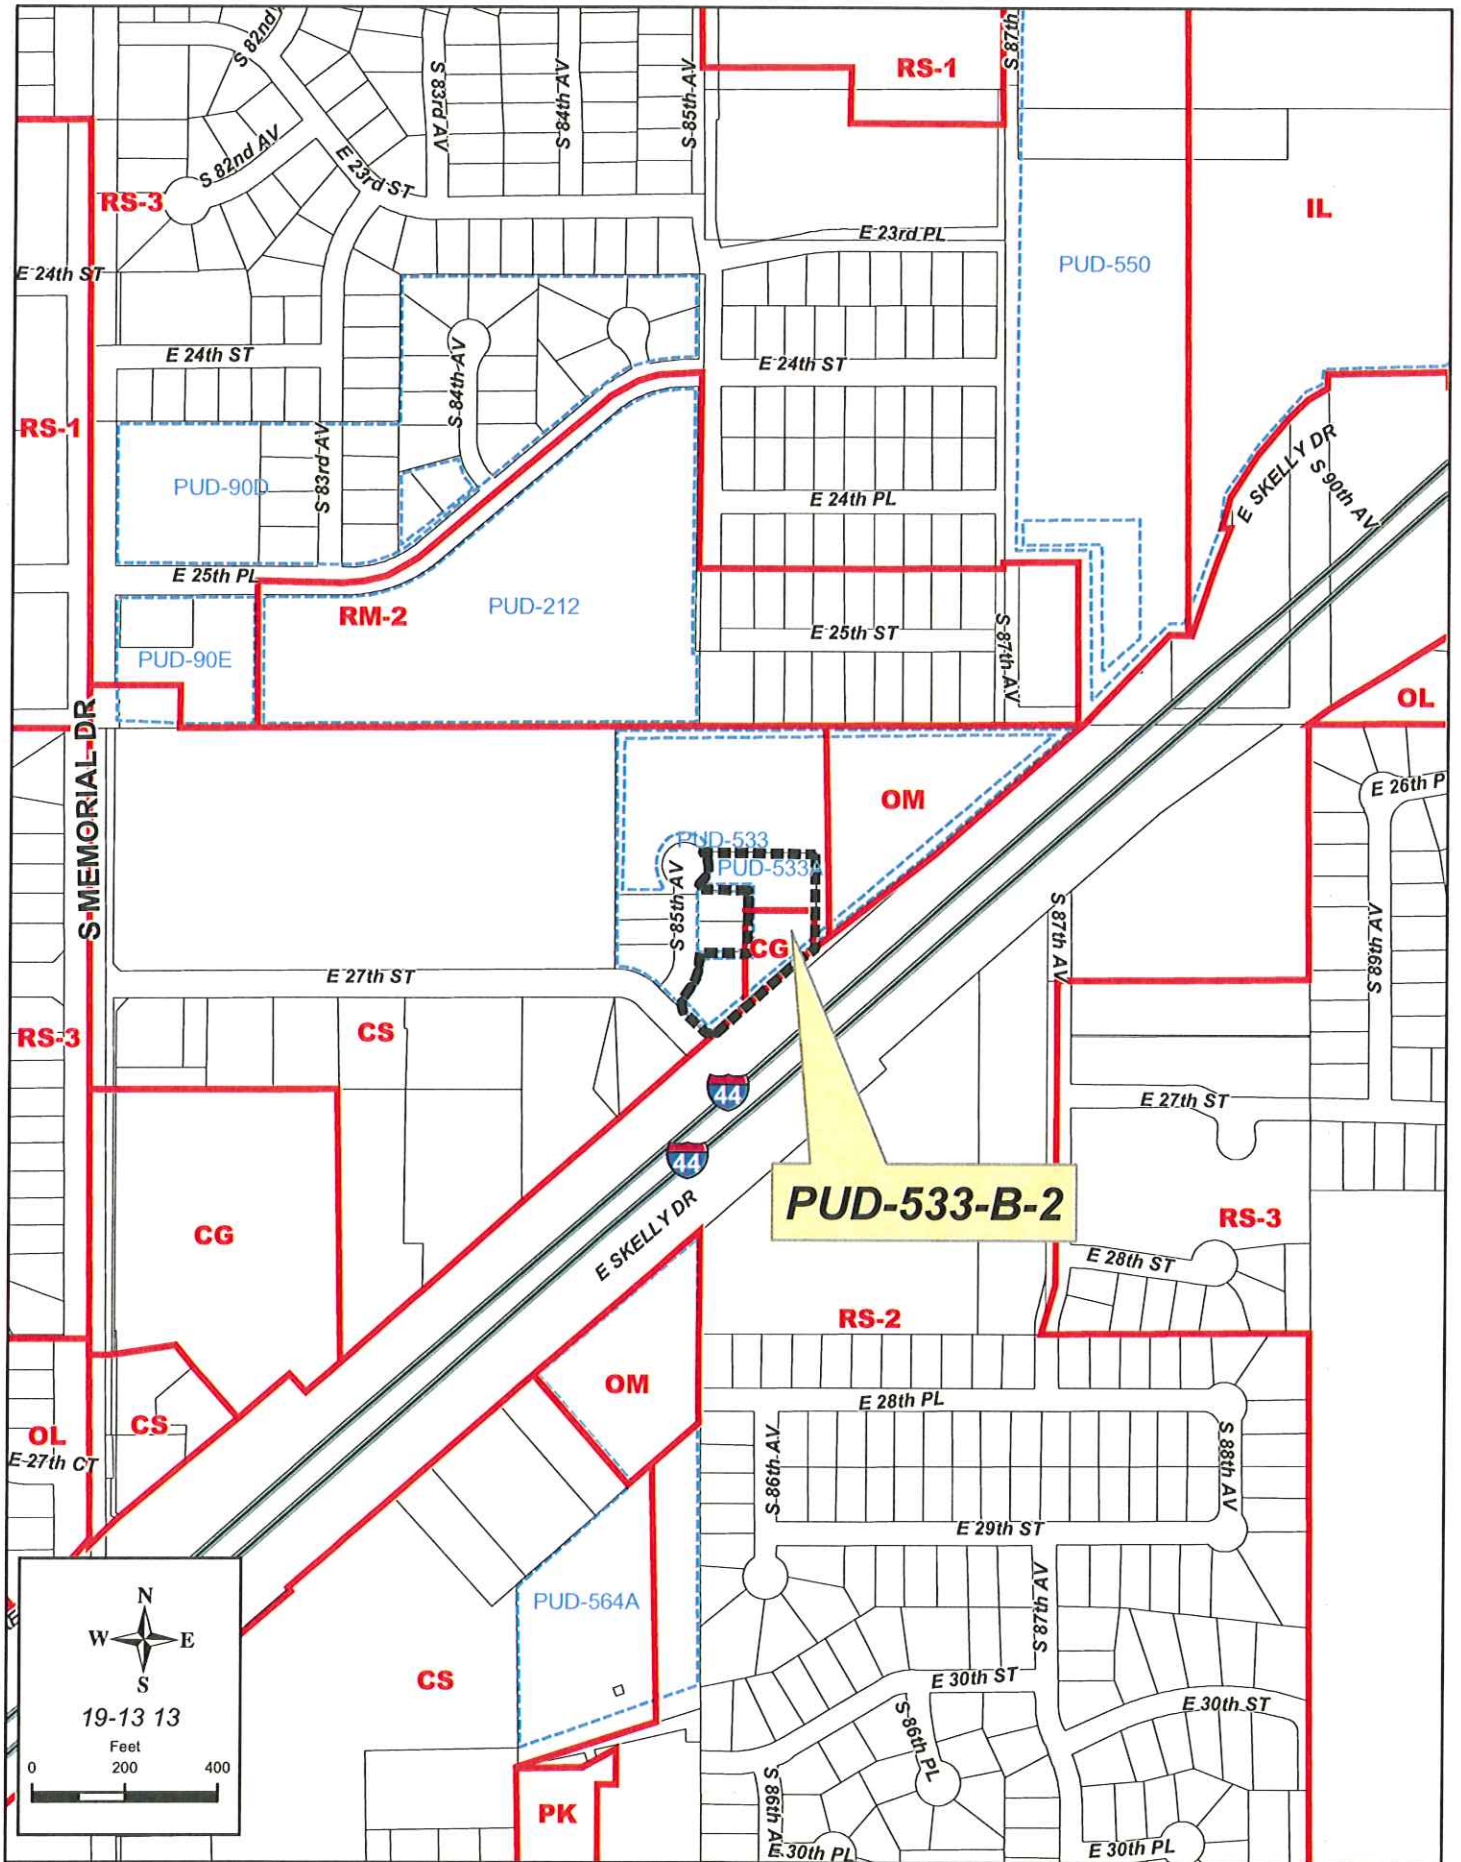 S 82nd
S 87th
RS-1
S 83rd AV
S 84th AV
S 85th AV
S 82nd AV
E 23rd ST
RS-3
IL
E 23rd PL
PUD-550
E 24th ST
E 24th ST
E 24th ST
S 84th AV
RS-1
E SKELLY DR
S 90th AV
S 83rd AV
PUD-90D
E 24th PL
E 25th PL
PUD-212
RM-2
E 25th ST
S 87th AV
PUD-90E
OL
S MEMORIAL DR
E 26th P
OM
PUD-533
PUD-533A
S 85th AV
CG
S 87th AV
S 89th AV
E 27th ST
CS
RS-3
44
E 27th ST
44
PUD-533-B-2
RS-3
CG
E SKELLY DR
E 28th ST
RS-2
OM
E 28th PL
CS
OL
E 27th CT
S 86th AV
S 88th AV
E 29th ST
N
W E
S
19-13 13
Feet
0 200 400
PUD-564A
S 87th AV
CS
E 30th ST
E 30th ST
S 86th PL
S 86th A
PK
E 30th PL
E 30th PL